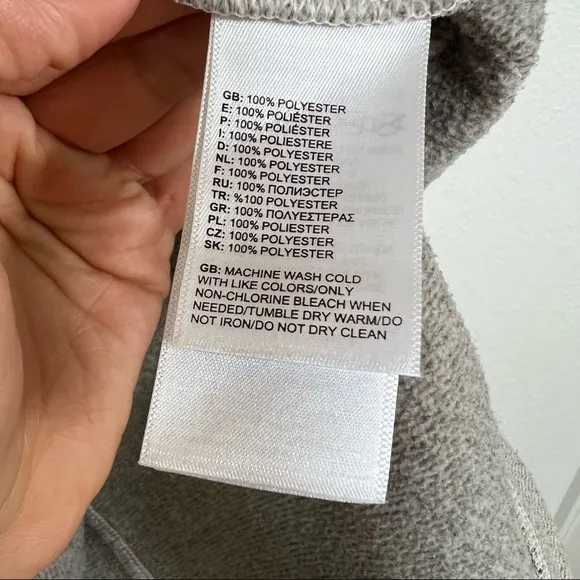 GB: 100% POLYESTER
E: 100% POLIÉSTER
P: 100% POLIÉSTER
I: 100% POLIESTERE
D: 100% POLYESTER
NL: 100% POLYESTER
F: 100% POLYESTER
RU: 100% ПОЛИЭСТЕР
TR: %100 POLYESTER
GR: 100% ΠΟΛΥΕΣΤΕΡΑΣ
PL: 100% POLIESTER
CZ: 100% POLYESTER
SK: 100% POLYESTER
GB: MACHINE WASH COLD
WITH LIKE COLORS/ONLY
NON-CHLORINE BLEACH WHEN
NEEDED/TUMBLE DRY WARM/DO
NOT IRON/DO NOT DRY CLEAN